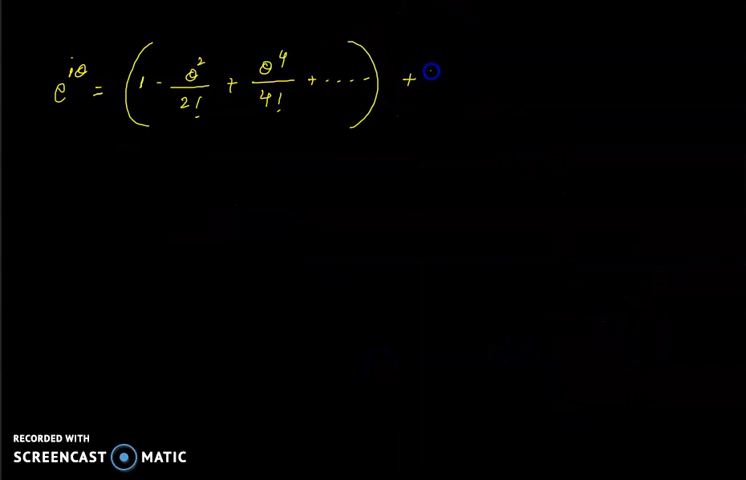 e^{iθ} = (1 - θ²/2! + θ⁴/4! + .....) +
RECORDED WITH
SCREENCAST MATIC